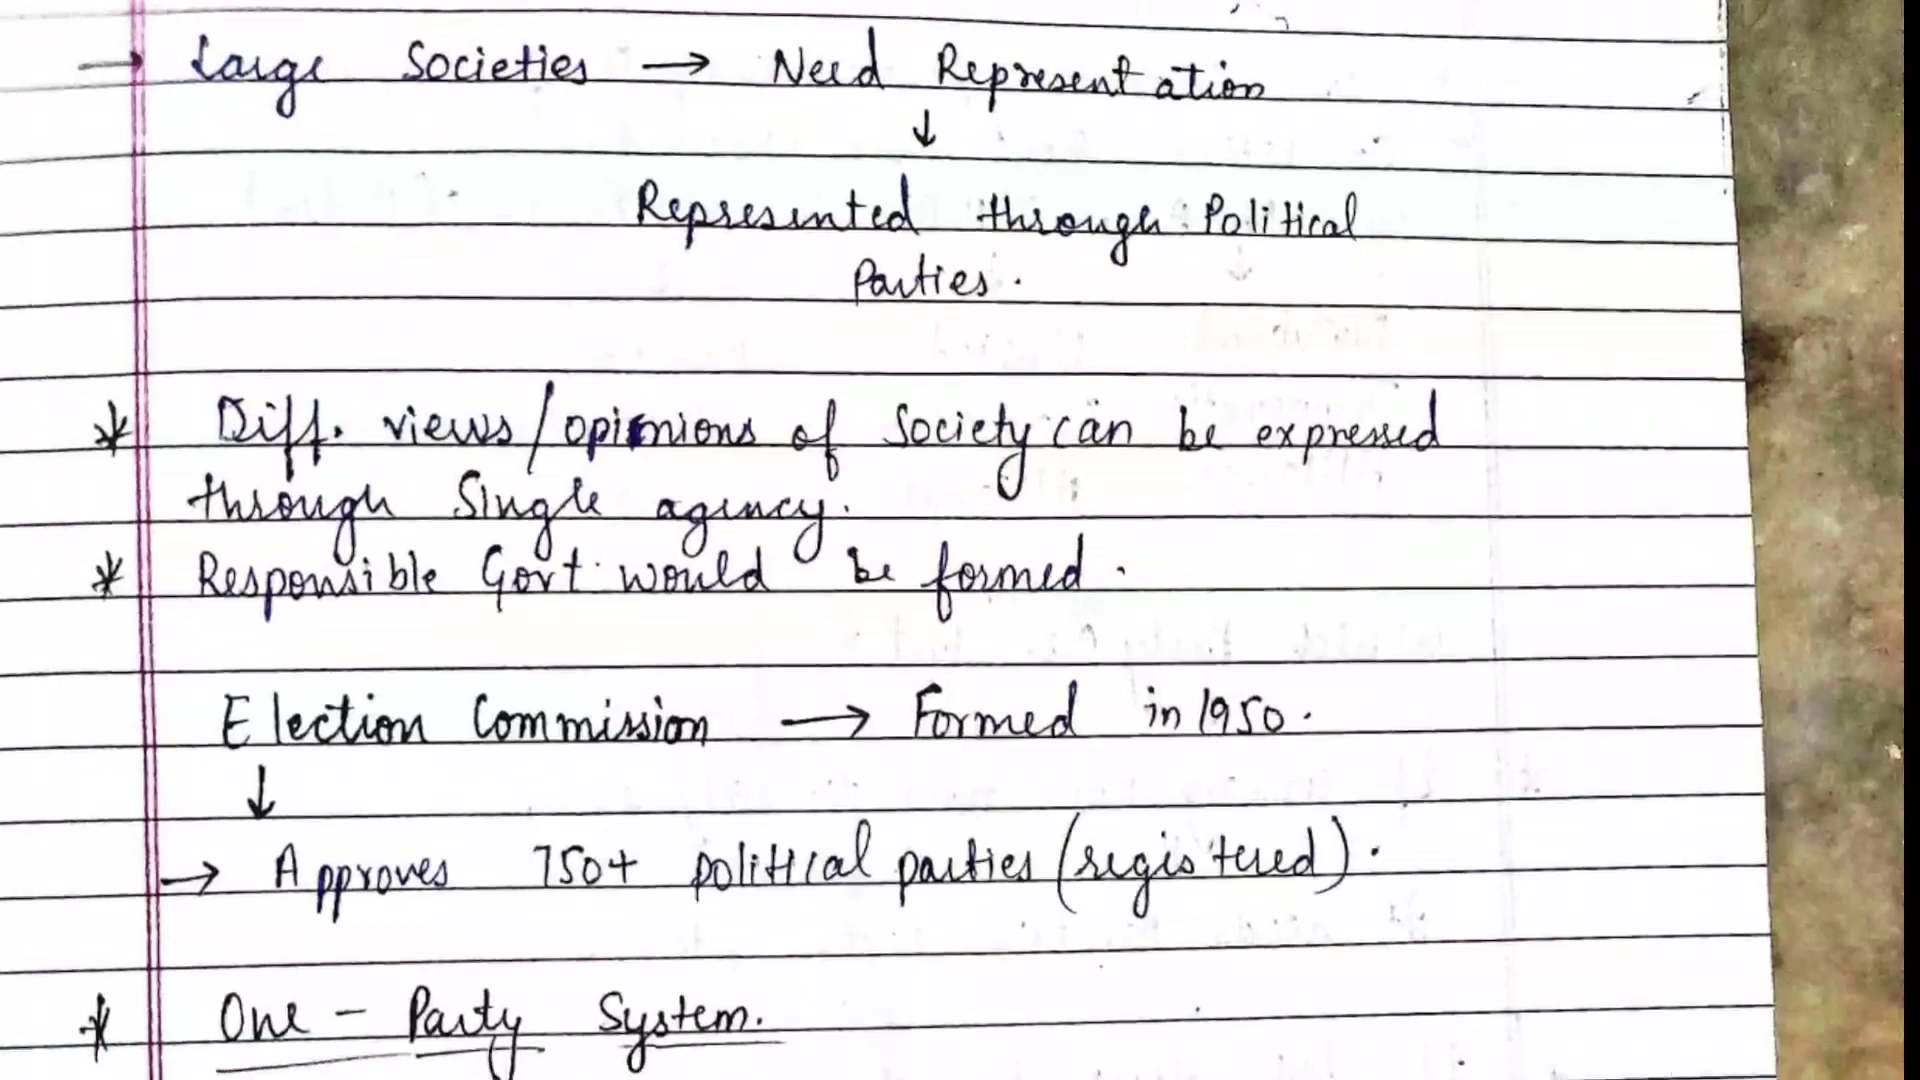 → Large Societies → Need Representation
↓
Represented through Political
Parties.
* Diff. views/opinions of Society can be expressed
through Single agency.
* Responsible Govt. would be formed.
Election Commission → Formed in 1950.
↓
→ Approves 750+ political parties (registered).
* One - Party System.